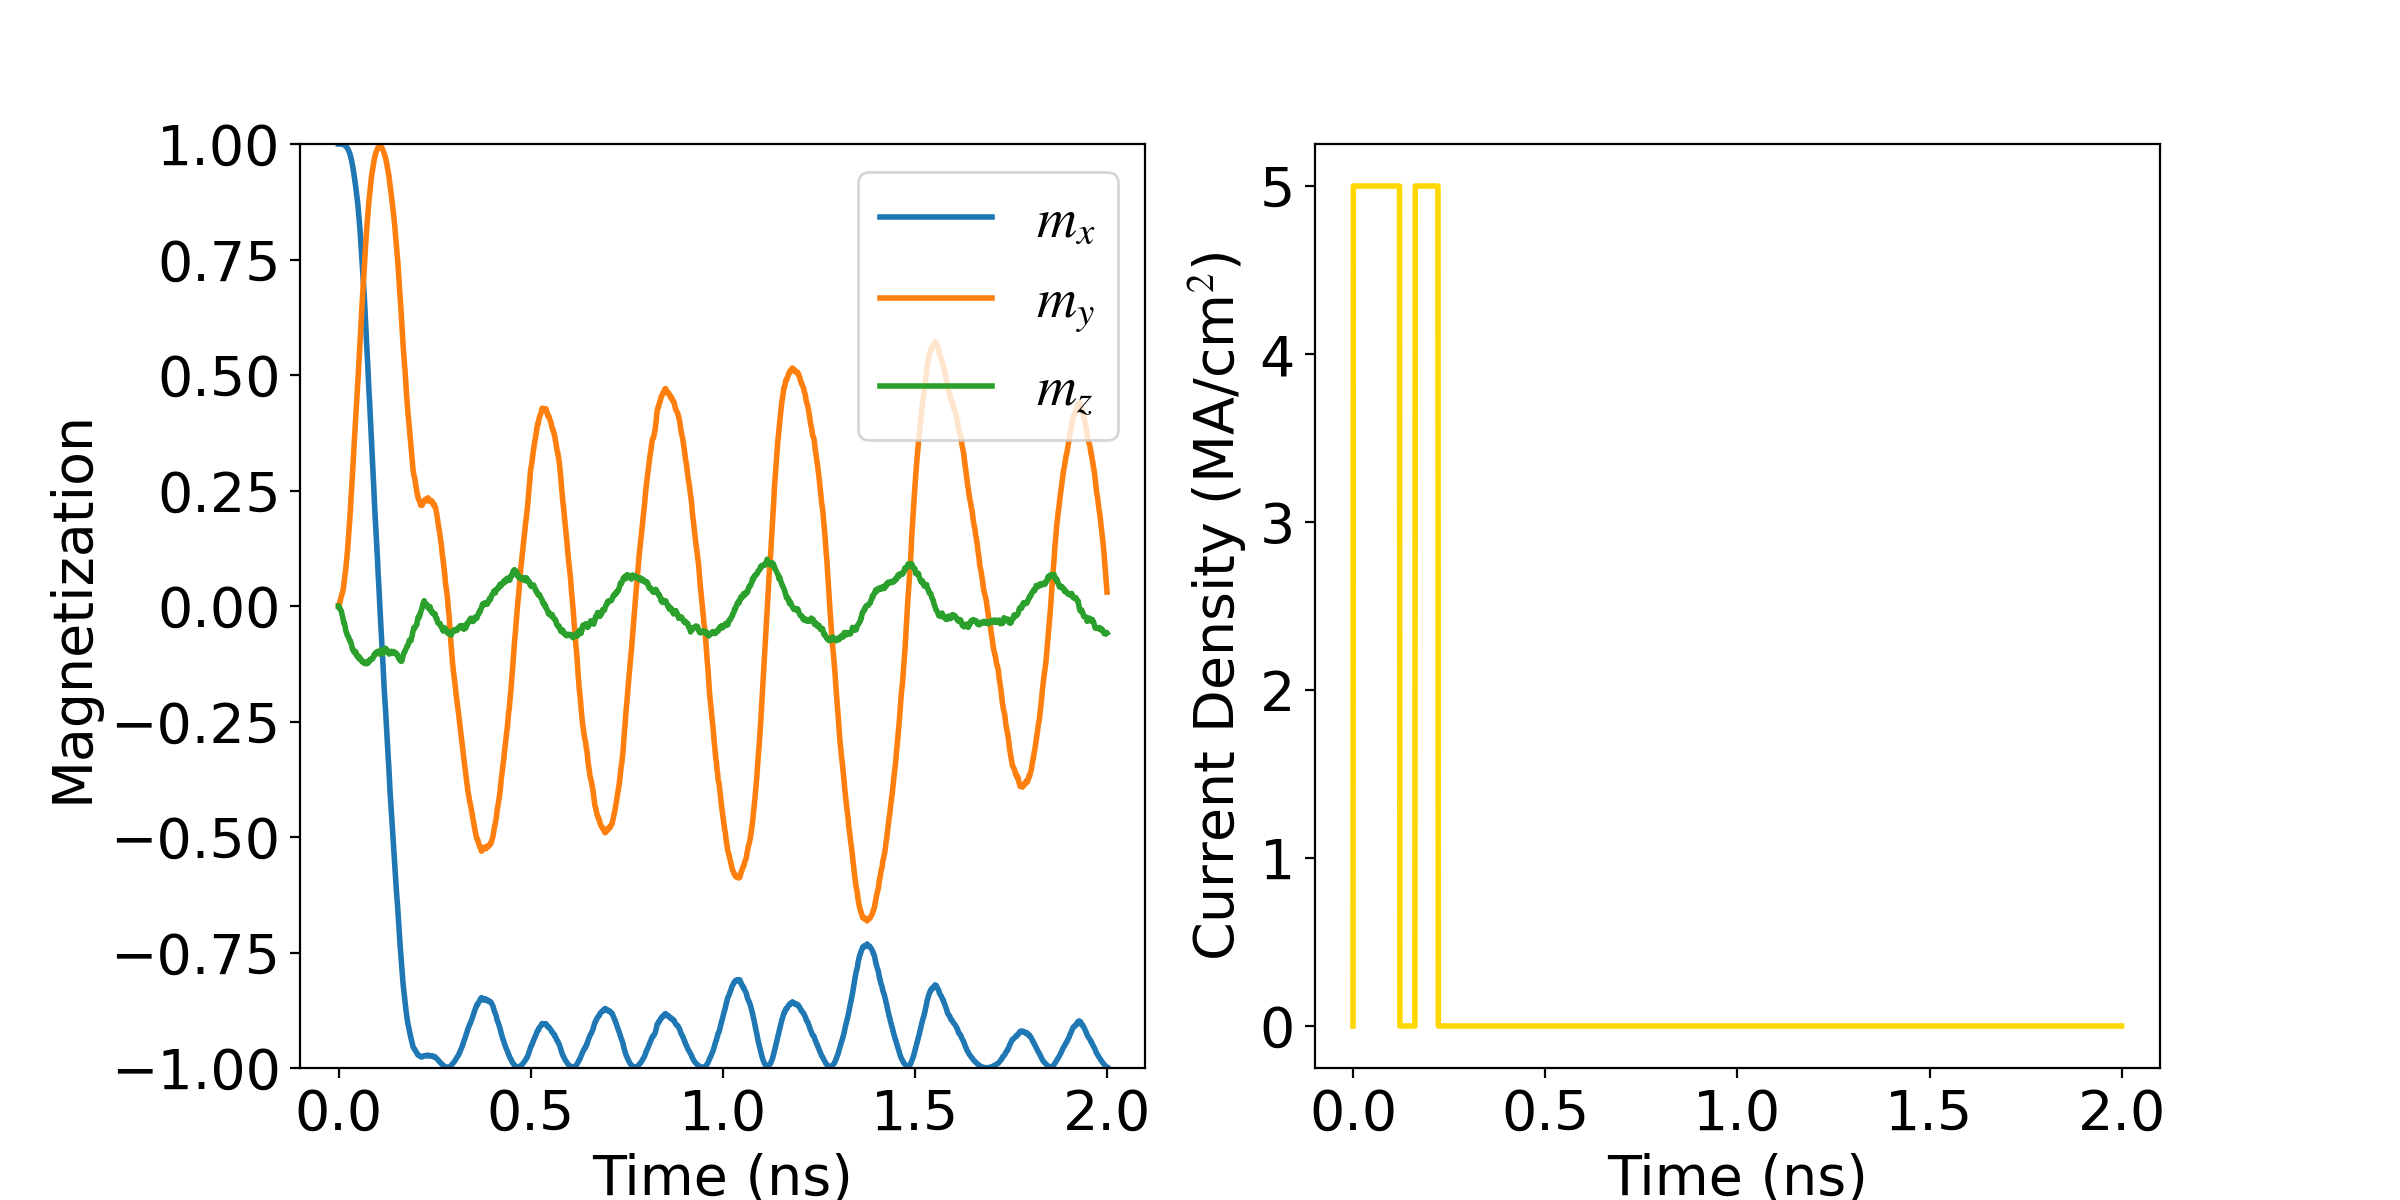 Magnetization
1.00
0.75
0.50
0.25
0.00
−0.25
−0.50
−0.75
−1.00
0.0 0.5 1.0 1.5 2.0
Time (ns)
m_x
m_y
m_z
Current Density (MA/cm²)
5
4
3
2
1
0
0.0 0.5 1.0 1.5 2.0
Time (ns)